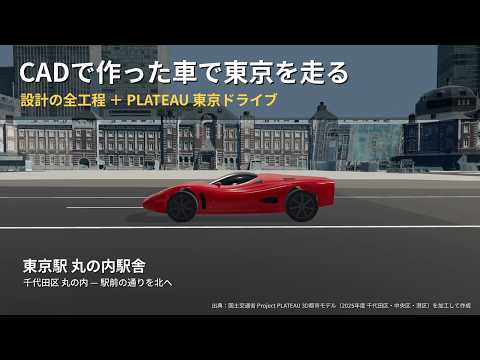 CADで作った車で東京を走る
設計の全工程 ＋ PLATEAU 東京ドライブ
東京駅 丸の内駅舎
千代田区 丸の内 — 駅前の通りを北へ
出典：国土交通省 Project PLATEAU 3D都市モデル（2025年度 千代田区・中央区・港区）を加工して作成